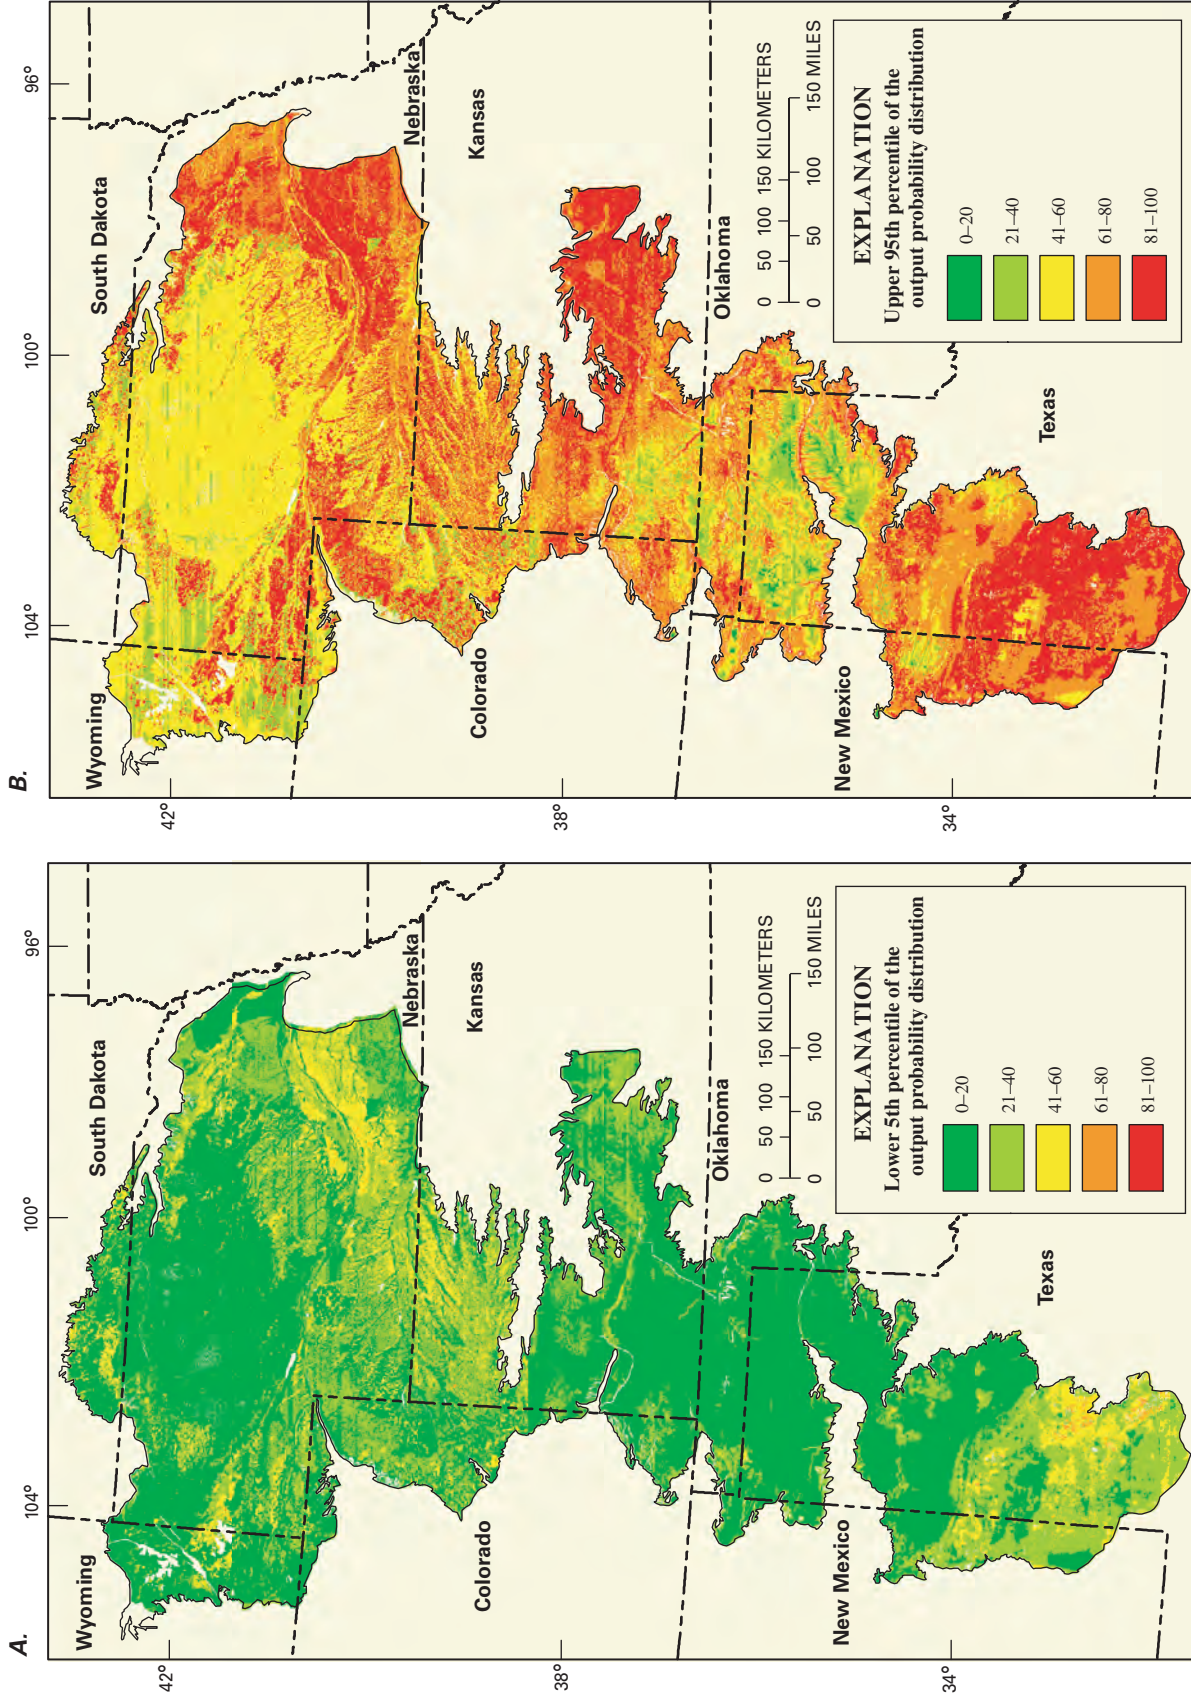 A.
96°
100°
104°
42°
38°
34°
South Dakota
Wyoming
Nebraska
Kansas
Colorado
Oklahoma
New Mexico
Texas
0 50 100 150 KILOMETERS
0 50 100 150 MILES
EXPLANATION
Lower 5th percentile of the
output probability distribution
0–20
21–40
41–60
61–80
81–100
B.
96°
100°
104°
42°
38°
34°
South Dakota
Wyoming
Nebraska
Kansas
Colorado
Oklahoma
New Mexico
Texas
0 50 100 150 KILOMETERS
0 50 100 150 MILES
EXPLANATION
Upper 95th percentile of the
output probability distribution
0–20
21–40
41–60
61–80
81–100